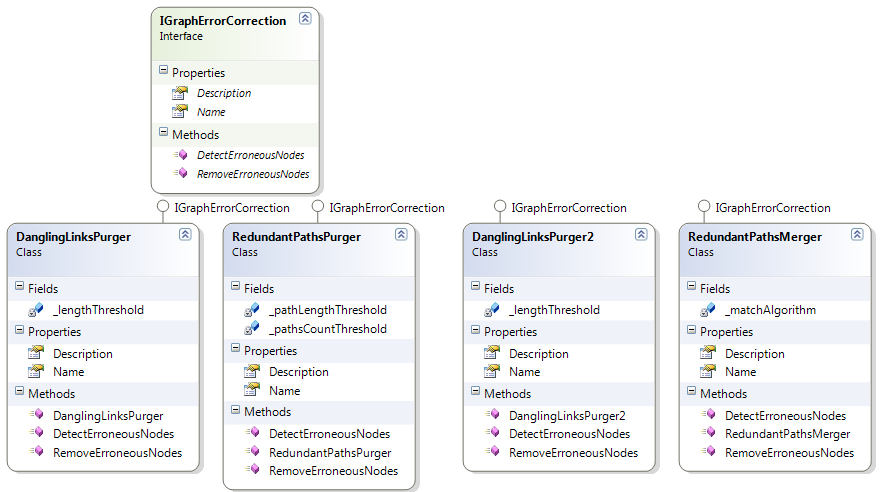 IGraphErrorCorrection
Interface
Properties
Description
Name
Methods
DetectErroneousNodes
RemoveErroneousNodes
IGraphErrorCorrection
DanglingLinksPurger
Class
Fields
_lengthThreshold
Properties
Description
Name
Methods
DanglingLinksPurger
DetectErroneousNodes
RemoveErroneousNodes
IGraphErrorCorrection
RedundantPathsPurger
Class
Fields
_pathLengthThreshold
_pathsCountThreshold
Properties
Description
Name
Methods
DetectErroneousNodes
RedundantPathsPurger
RemoveErroneousNodes
IGraphErrorCorrection
DanglingLinksPurger2
Class
Fields
_lengthThreshold
Properties
Description
Name
Methods
DanglingLinksPurger2
DetectErroneousNodes
RemoveErroneousNodes
IGraphErrorCorrection
RedundantPathsMerger
Class
Fields
_matchAlgorithm
Properties
Description
Name
Methods
DetectErroneousNodes
RedundantPathsMerger
RemoveErroneousNodes